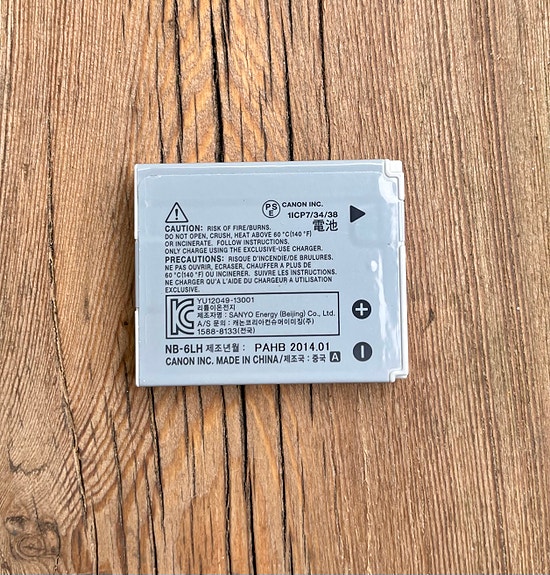 PSE CANON INC.
1ICP7/34/38
電池
CAUTION: RISK OF FIRE/BURNS.
DO NOT OPEN, CRUSH, HEAT ABOVE 60 °C(140 °F)
OR INCINERATE. FOLLOW INSTRUCTIONS.
ONLY CHARGE USING THE EXCLUSIVE-USE CHARGER.
PRECAUTIONS: RISQUE D'INCENDIE/DE BRULURES.
NE PAS OUVRIR, ECRASER, CHAUFFER A PLUS DE
60 °C(140 °F) OU INCINERER. SUIVRE LES INSTRUCTIONS.
NE CHARGER QU'A L'AIDE DU CHARGEUR A UTILISATION
EXCLUSIVE.
YU12049-13001
리튬이온전지
제조자 : SANYO Energy (Beijing) Co., Ltd.
A/S 문의 : 캐논코리아컨슈머이미징(주)
1588-8133(전국)
NB-6LH 제조년월 : PAHB 2014.01
CANON INC. MADE IN CHINA/제조국 : 중국 A